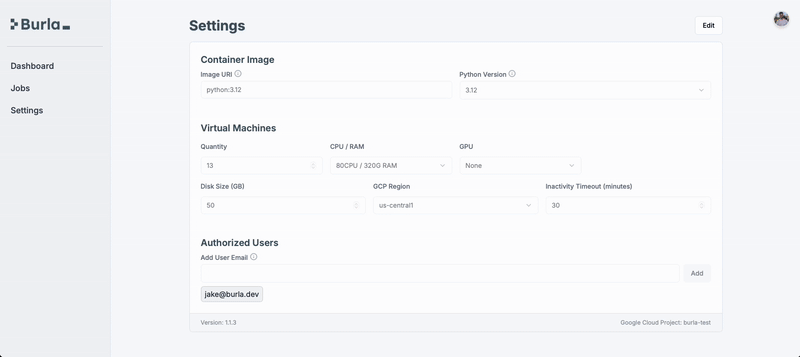 Burla
Settings
Edit
Dashboard
Jobs
Settings
Container Image
Image URI
Python Version
python:3.12
3.12
Virtual Machines
Quantity
CPU / RAM
GPU
13
80CPU / 320G RAM
None
Disk Size (GB)
GCP Region
Inactivity Timeout (minutes)
50
us-central1
30
Authorized Users
Add User Email
Add
jake@burla.dev
Version: 1.1.3
Google Cloud Project: burla-test